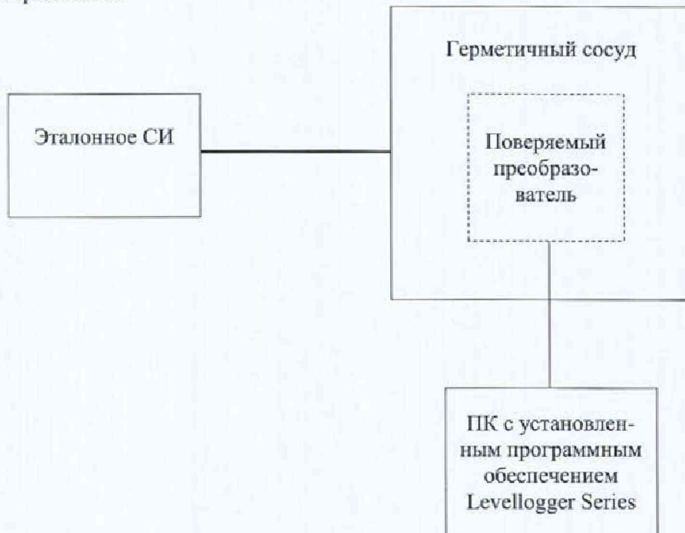 Герметичный сосуд
Эталонное СИ
Поверяемый
преобразо-
ватель
ПК с установлен-
ным программным
обеспечением
Levellogger Series